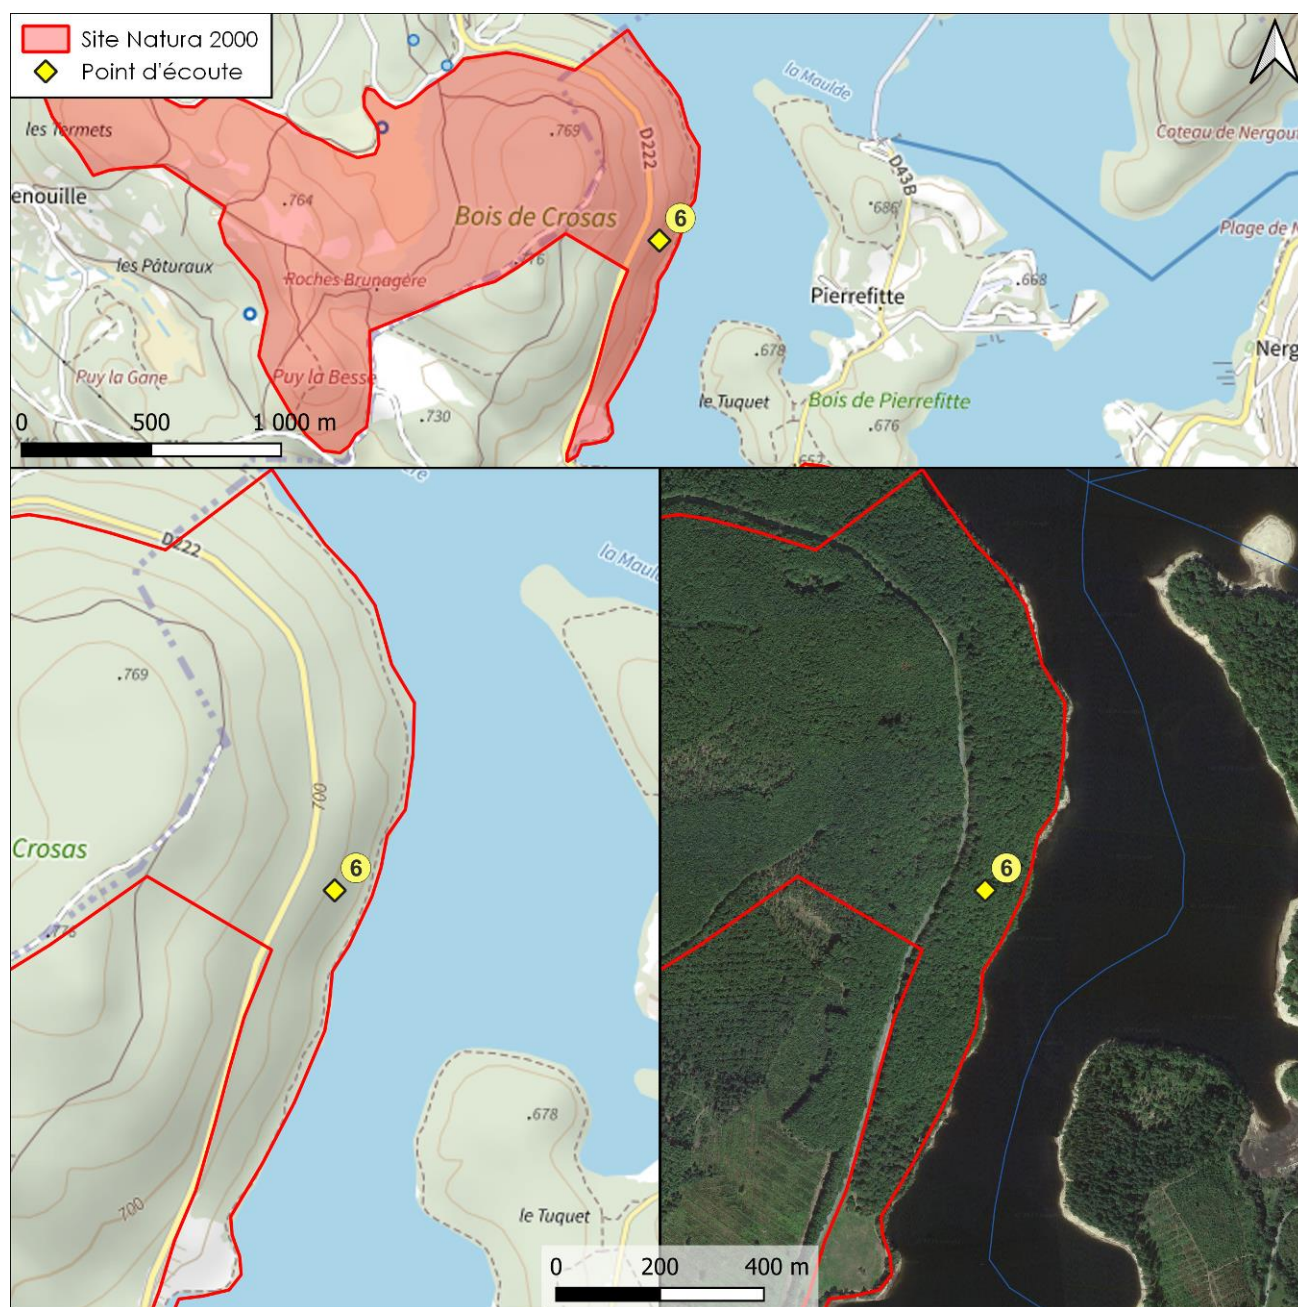 Site Natura 2000
Point d'écoute
les Termets
enouille
les Pâturaux
.764
.769
Bois de Crosas
Roches Brunagère
Puy la Gane
Puy la Besse
.730
D222
6
la Maulde
D43B
.686
Pierrefitte
.668
.678
le Tuquet
Bois de Pierrefitte
.676
.652
Coteau de Nergout
Plage de N
Nerg
0 500 1 000 m
D222
.769
700
Crosas
6
la Maul
.678
700
le Tuquet
6
0 200 400 m